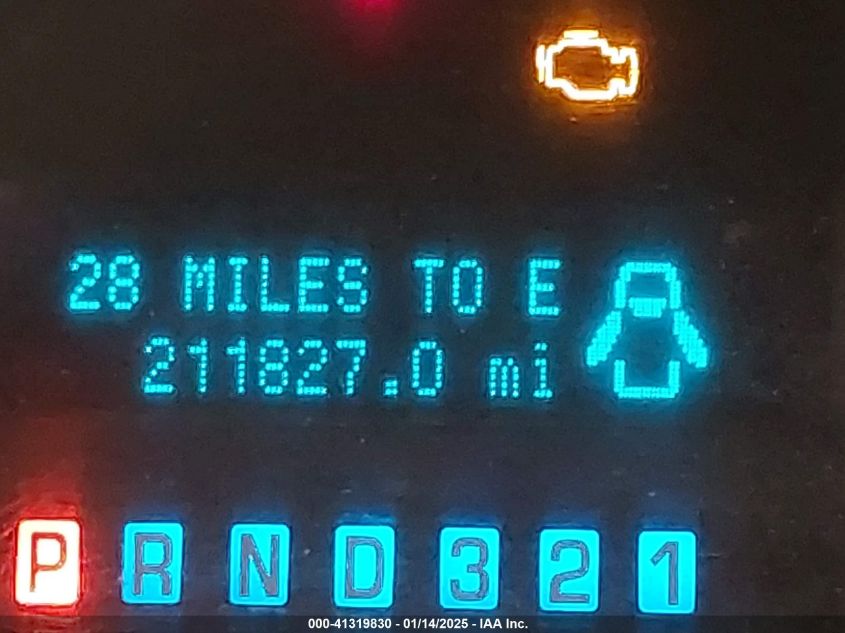 28 MILES TO E
211827.0 mi
P R N D 3 2 1
000-41319830 - 01/14/2025 - IAA Inc.